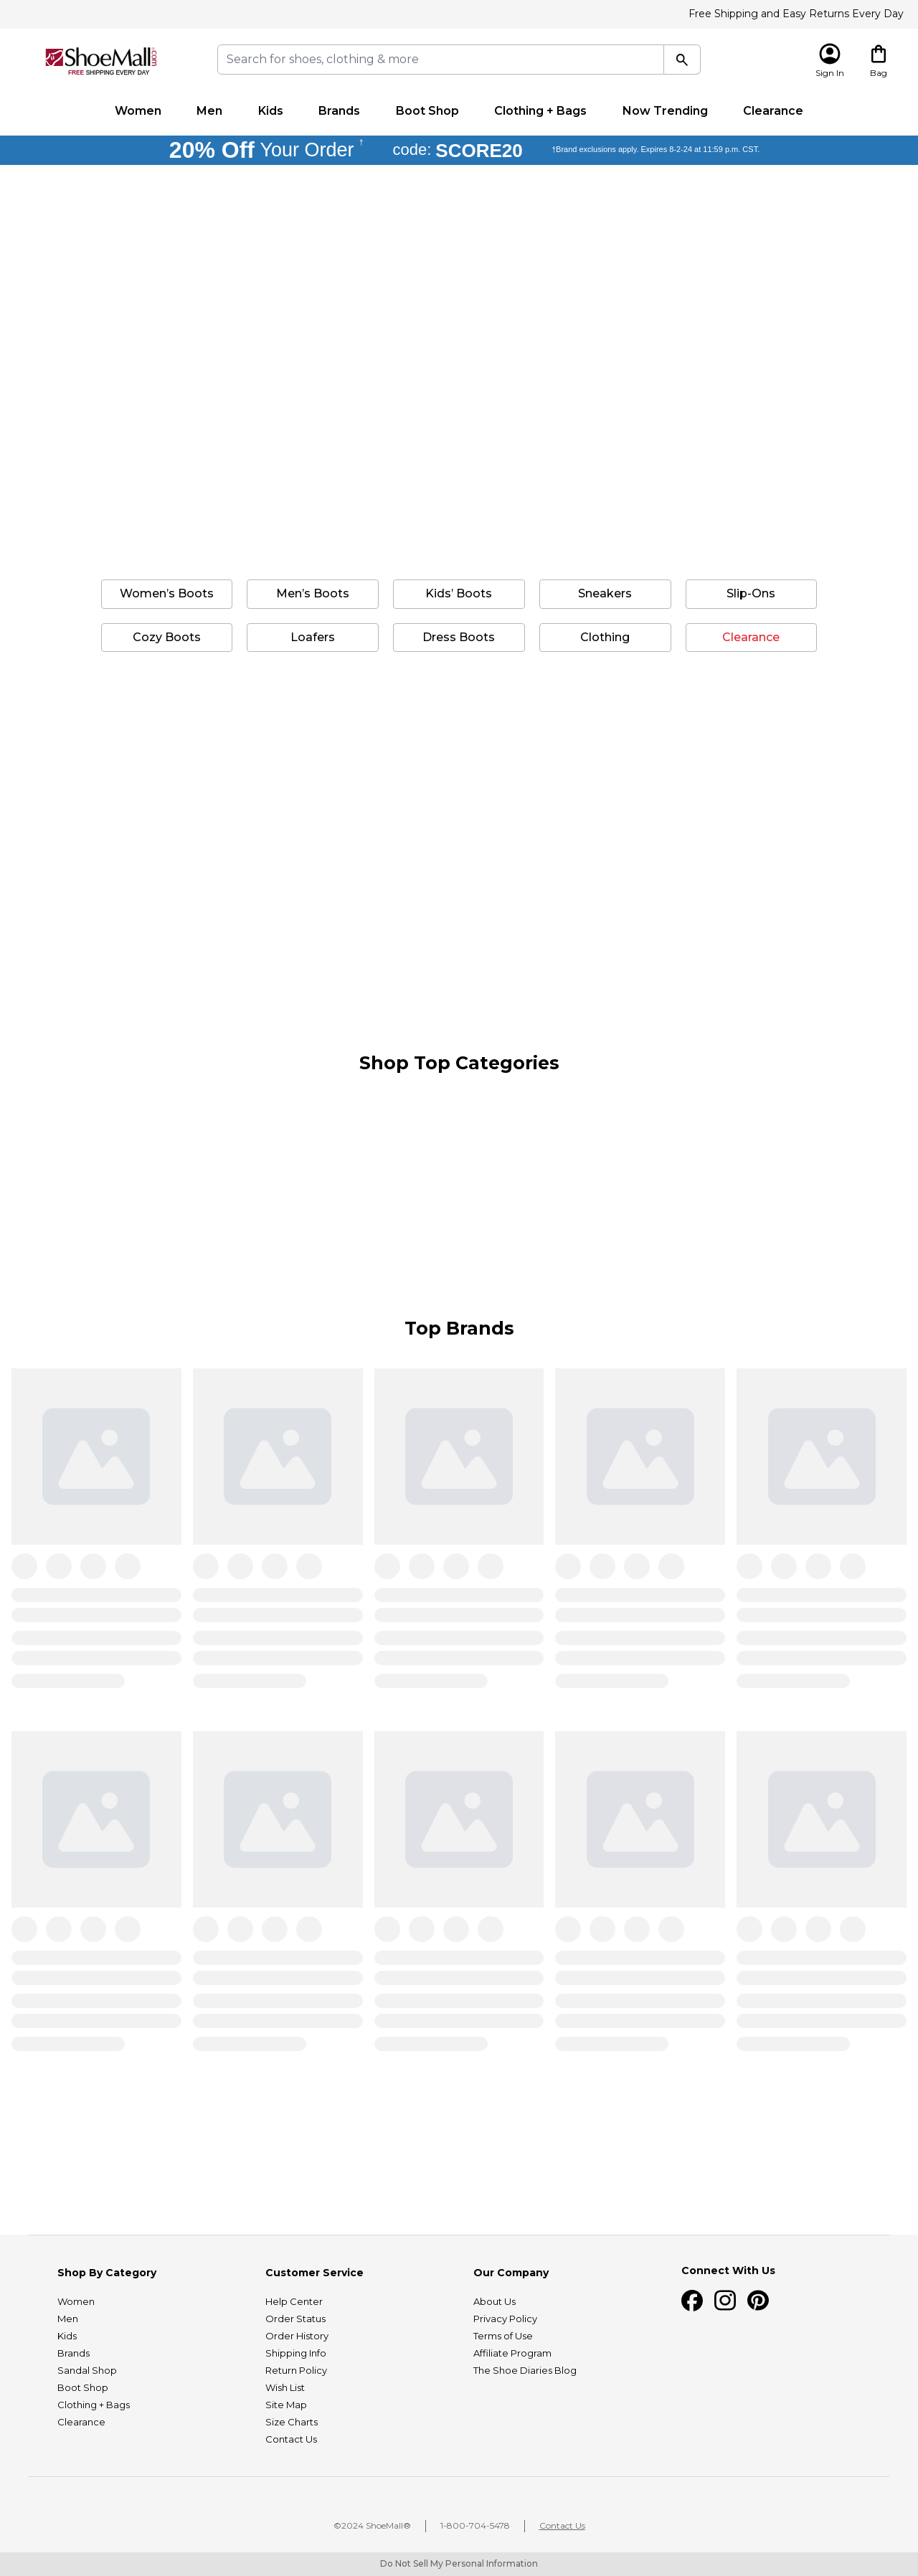 Free Shipping and Easy Returns Every Day
ShoeMall.com
FREE SHIPPING EVERY DAY
Search for shoes, clothing & more
Sign In
Bag
Women Men Kids Brands Boot Shop Clothing + Bags Now Trending Clearance
20% Off Your Order † code: SCORE20 †Brand exclusions apply. Expires 8-2-24 at 11:59 p.m. CST.
Women's Boots Men's Boots Kids' Boots Sneakers Slip-Ons
Cozy Boots Loafers Dress Boots Clothing Clearance
Shop Top Categories
Top Brands
Shop By Category
Women
Men
Kids
Brands
Sandal Shop
Boot Shop
Clothing + Bags
Clearance
Customer Service
Help Center
Order Status
Order History
Shipping Info
Return Policy
Wish List
Site Map
Size Charts
Contact Us
Our Company
About Us
Privacy Policy
Terms of Use
Affiliate Program
The Shoe Diaries Blog
Connect With Us
©2024 ShoeMall® 1-800-704-5478 Contact Us
Do Not Sell My Personal Information